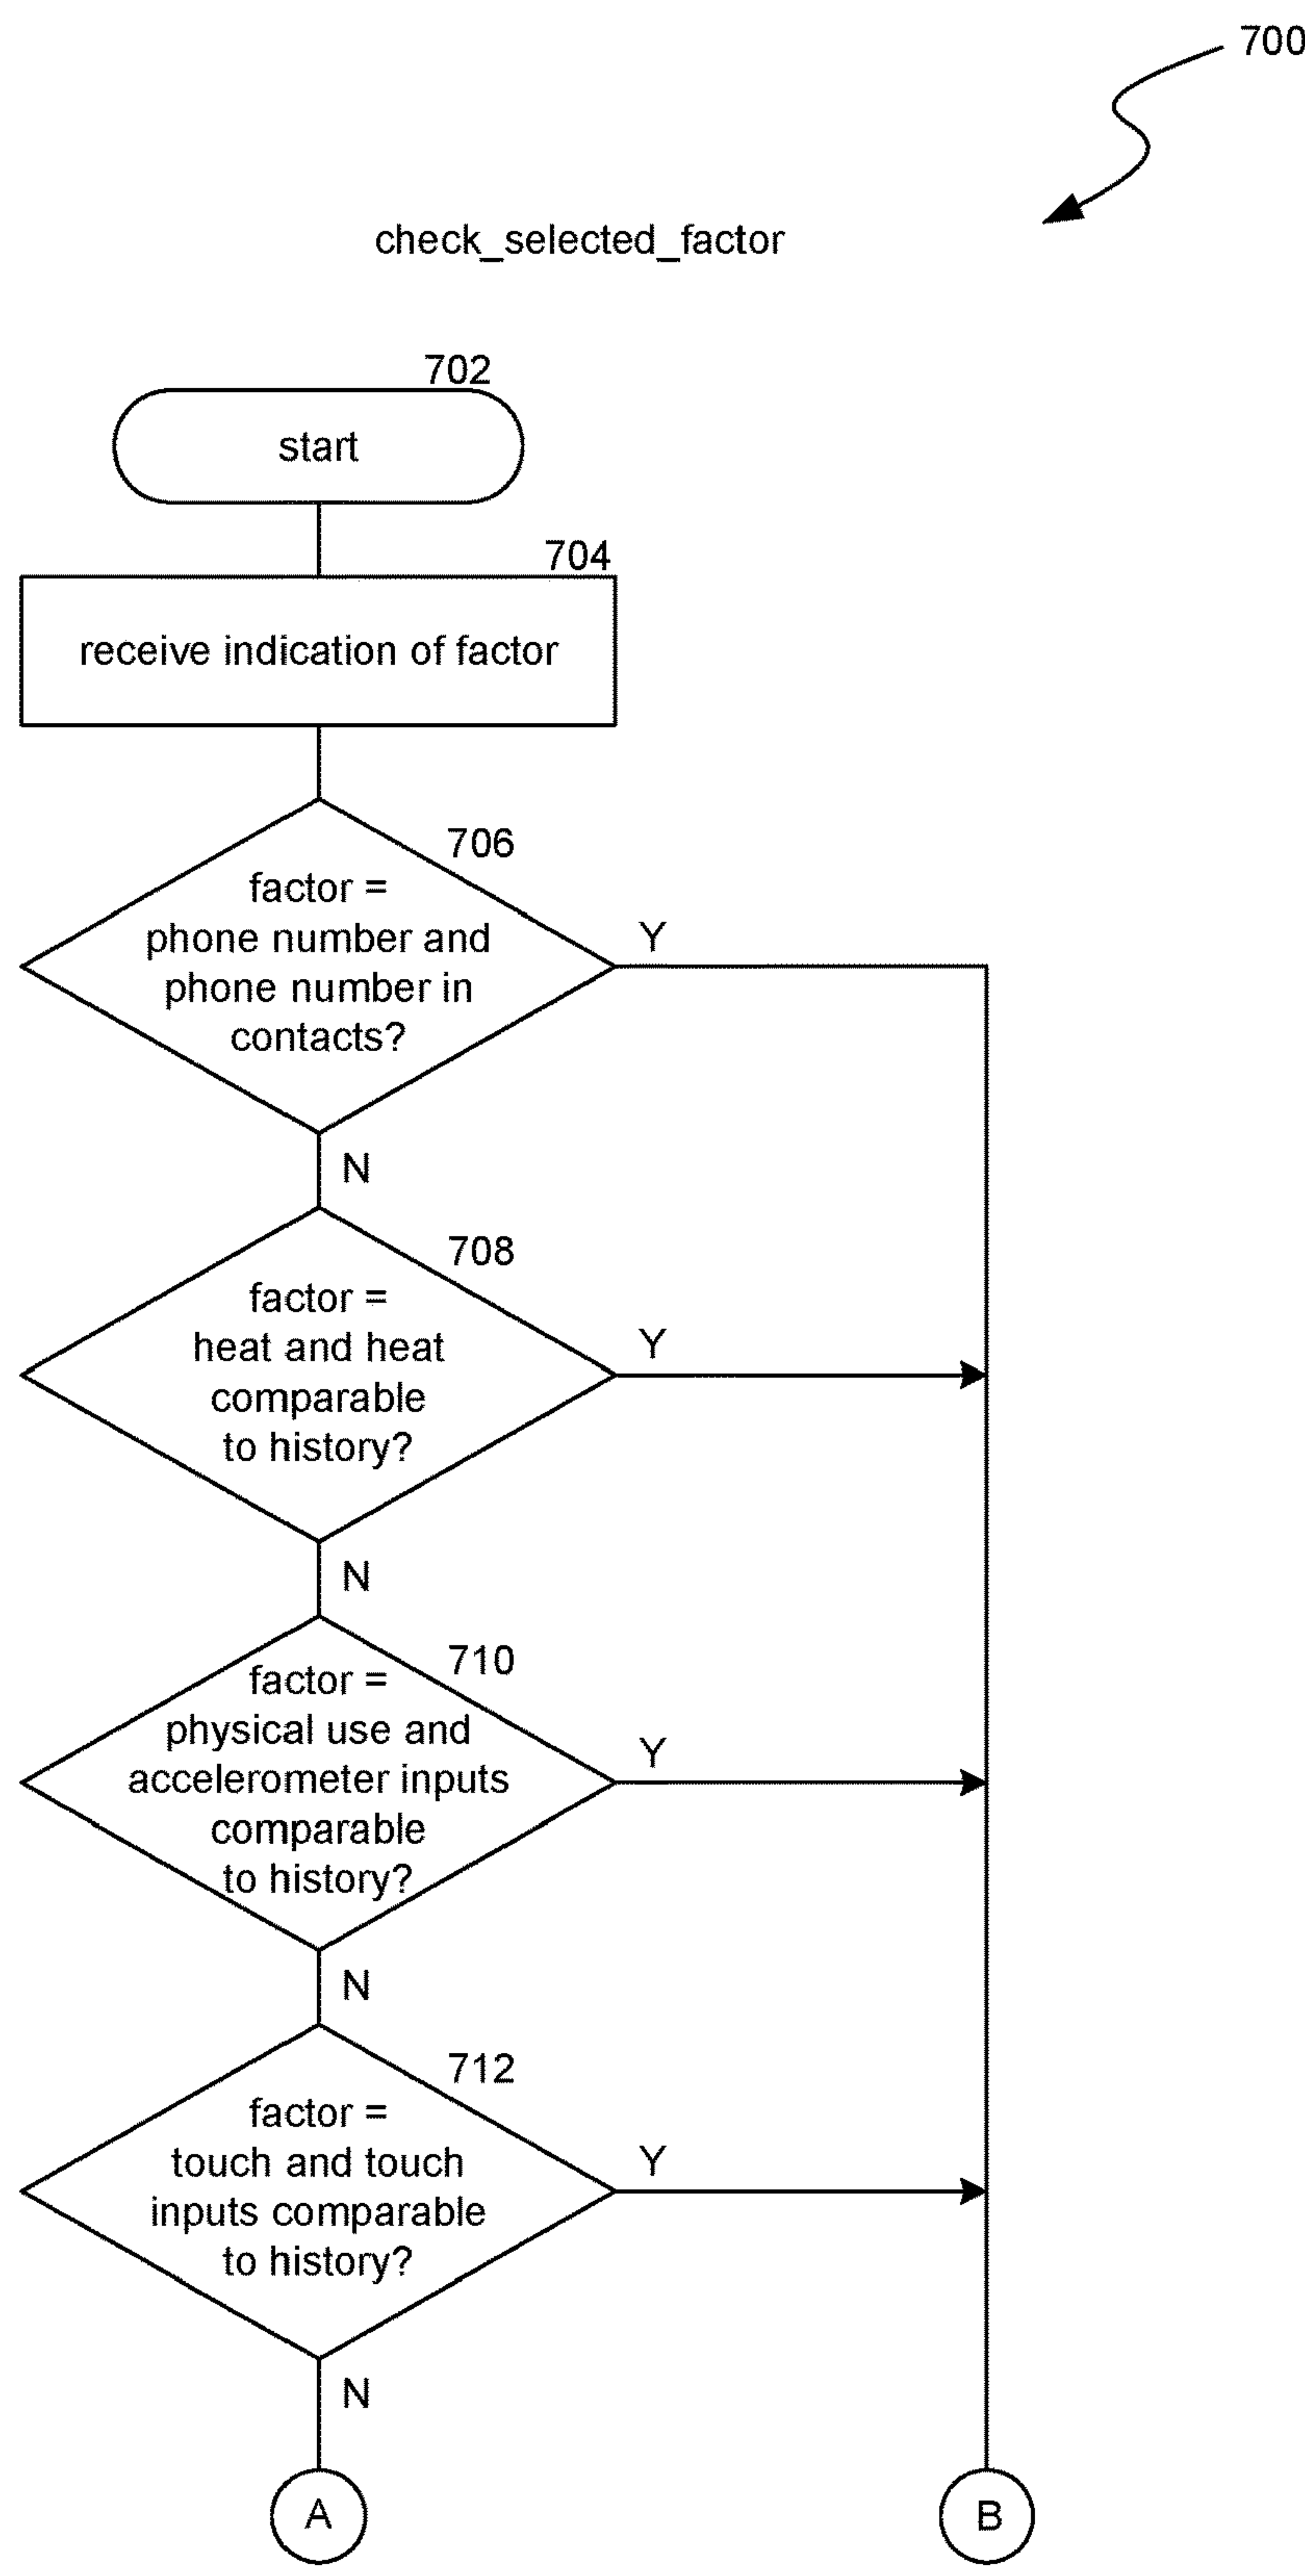 700
check_selected_factor
702
start
704
receive indication of factor
706
factor =
phone number and
phone number in
contacts?
Y
N
708
factor =
heat and heat
comparable
to history?
Y
N
710
factor =
physical use and
accelerometer inputs
comparable
to history?
Y
N
712
factor =
touch and touch
inputs comparable
to history?
Y
N
A
B